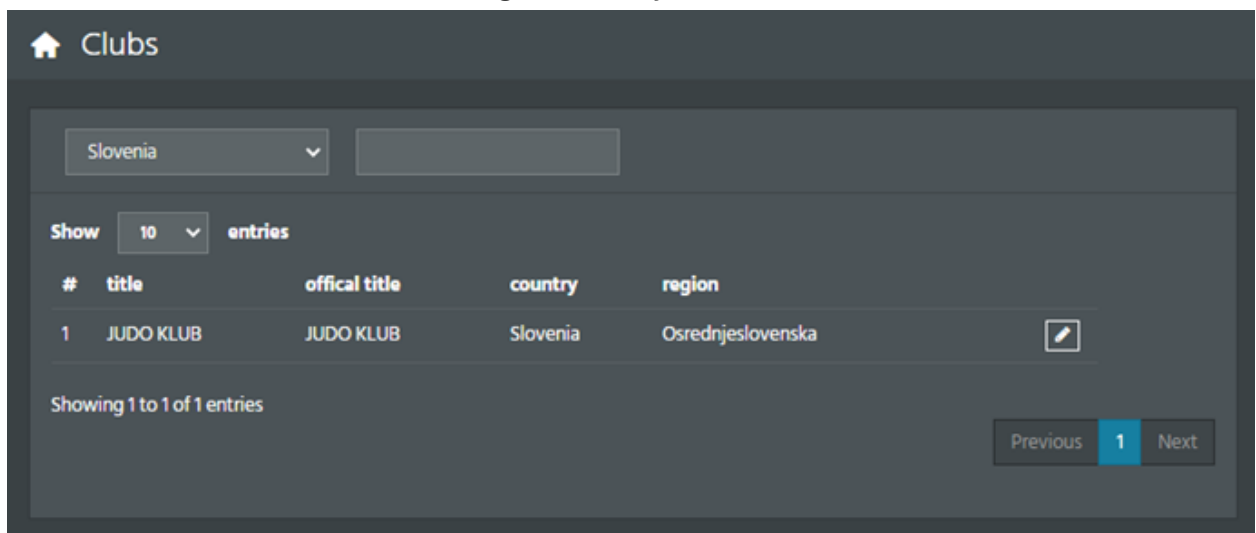 Clubs
Slovenia
Show 10 entries
# title offical title country region
1 JUDO KLUB JUDO KLUB Slovenia Osrednjeslovenska
Showing 1 to 1 of 1 entries
Previous 1 Next